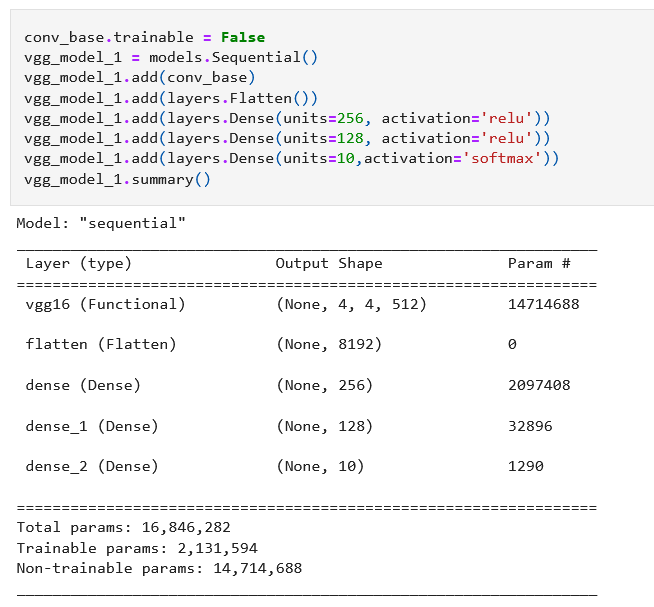 conv_base.trainable = False
vgg_model_1 = models.Sequential()
vgg_model_1.add(conv_base)
vgg_model_1.add(layers.Flatten())
vgg_model_1.add(layers.Dense(units=256, activation='relu'))
vgg_model_1.add(layers.Dense(units=128, activation='relu'))
vgg_model_1.add(layers.Dense(units=10,activation='softmax'))
vgg_model_1.summary()
Model: "sequential"
_________________________________________________________________
Layer (type) Output Shape Param #
=================================================================
vgg16 (Functional) (None, 4, 4, 512) 14714688
flatten (Flatten) (None, 8192) 0
dense (Dense) (None, 256) 2097408
dense_1 (Dense) (None, 128) 32896
dense_2 (Dense) (None, 10) 1290
=================================================================
Total params: 16,846,282
Trainable params: 2,131,594
Non-trainable params: 14,714,688
_________________________________________________________________